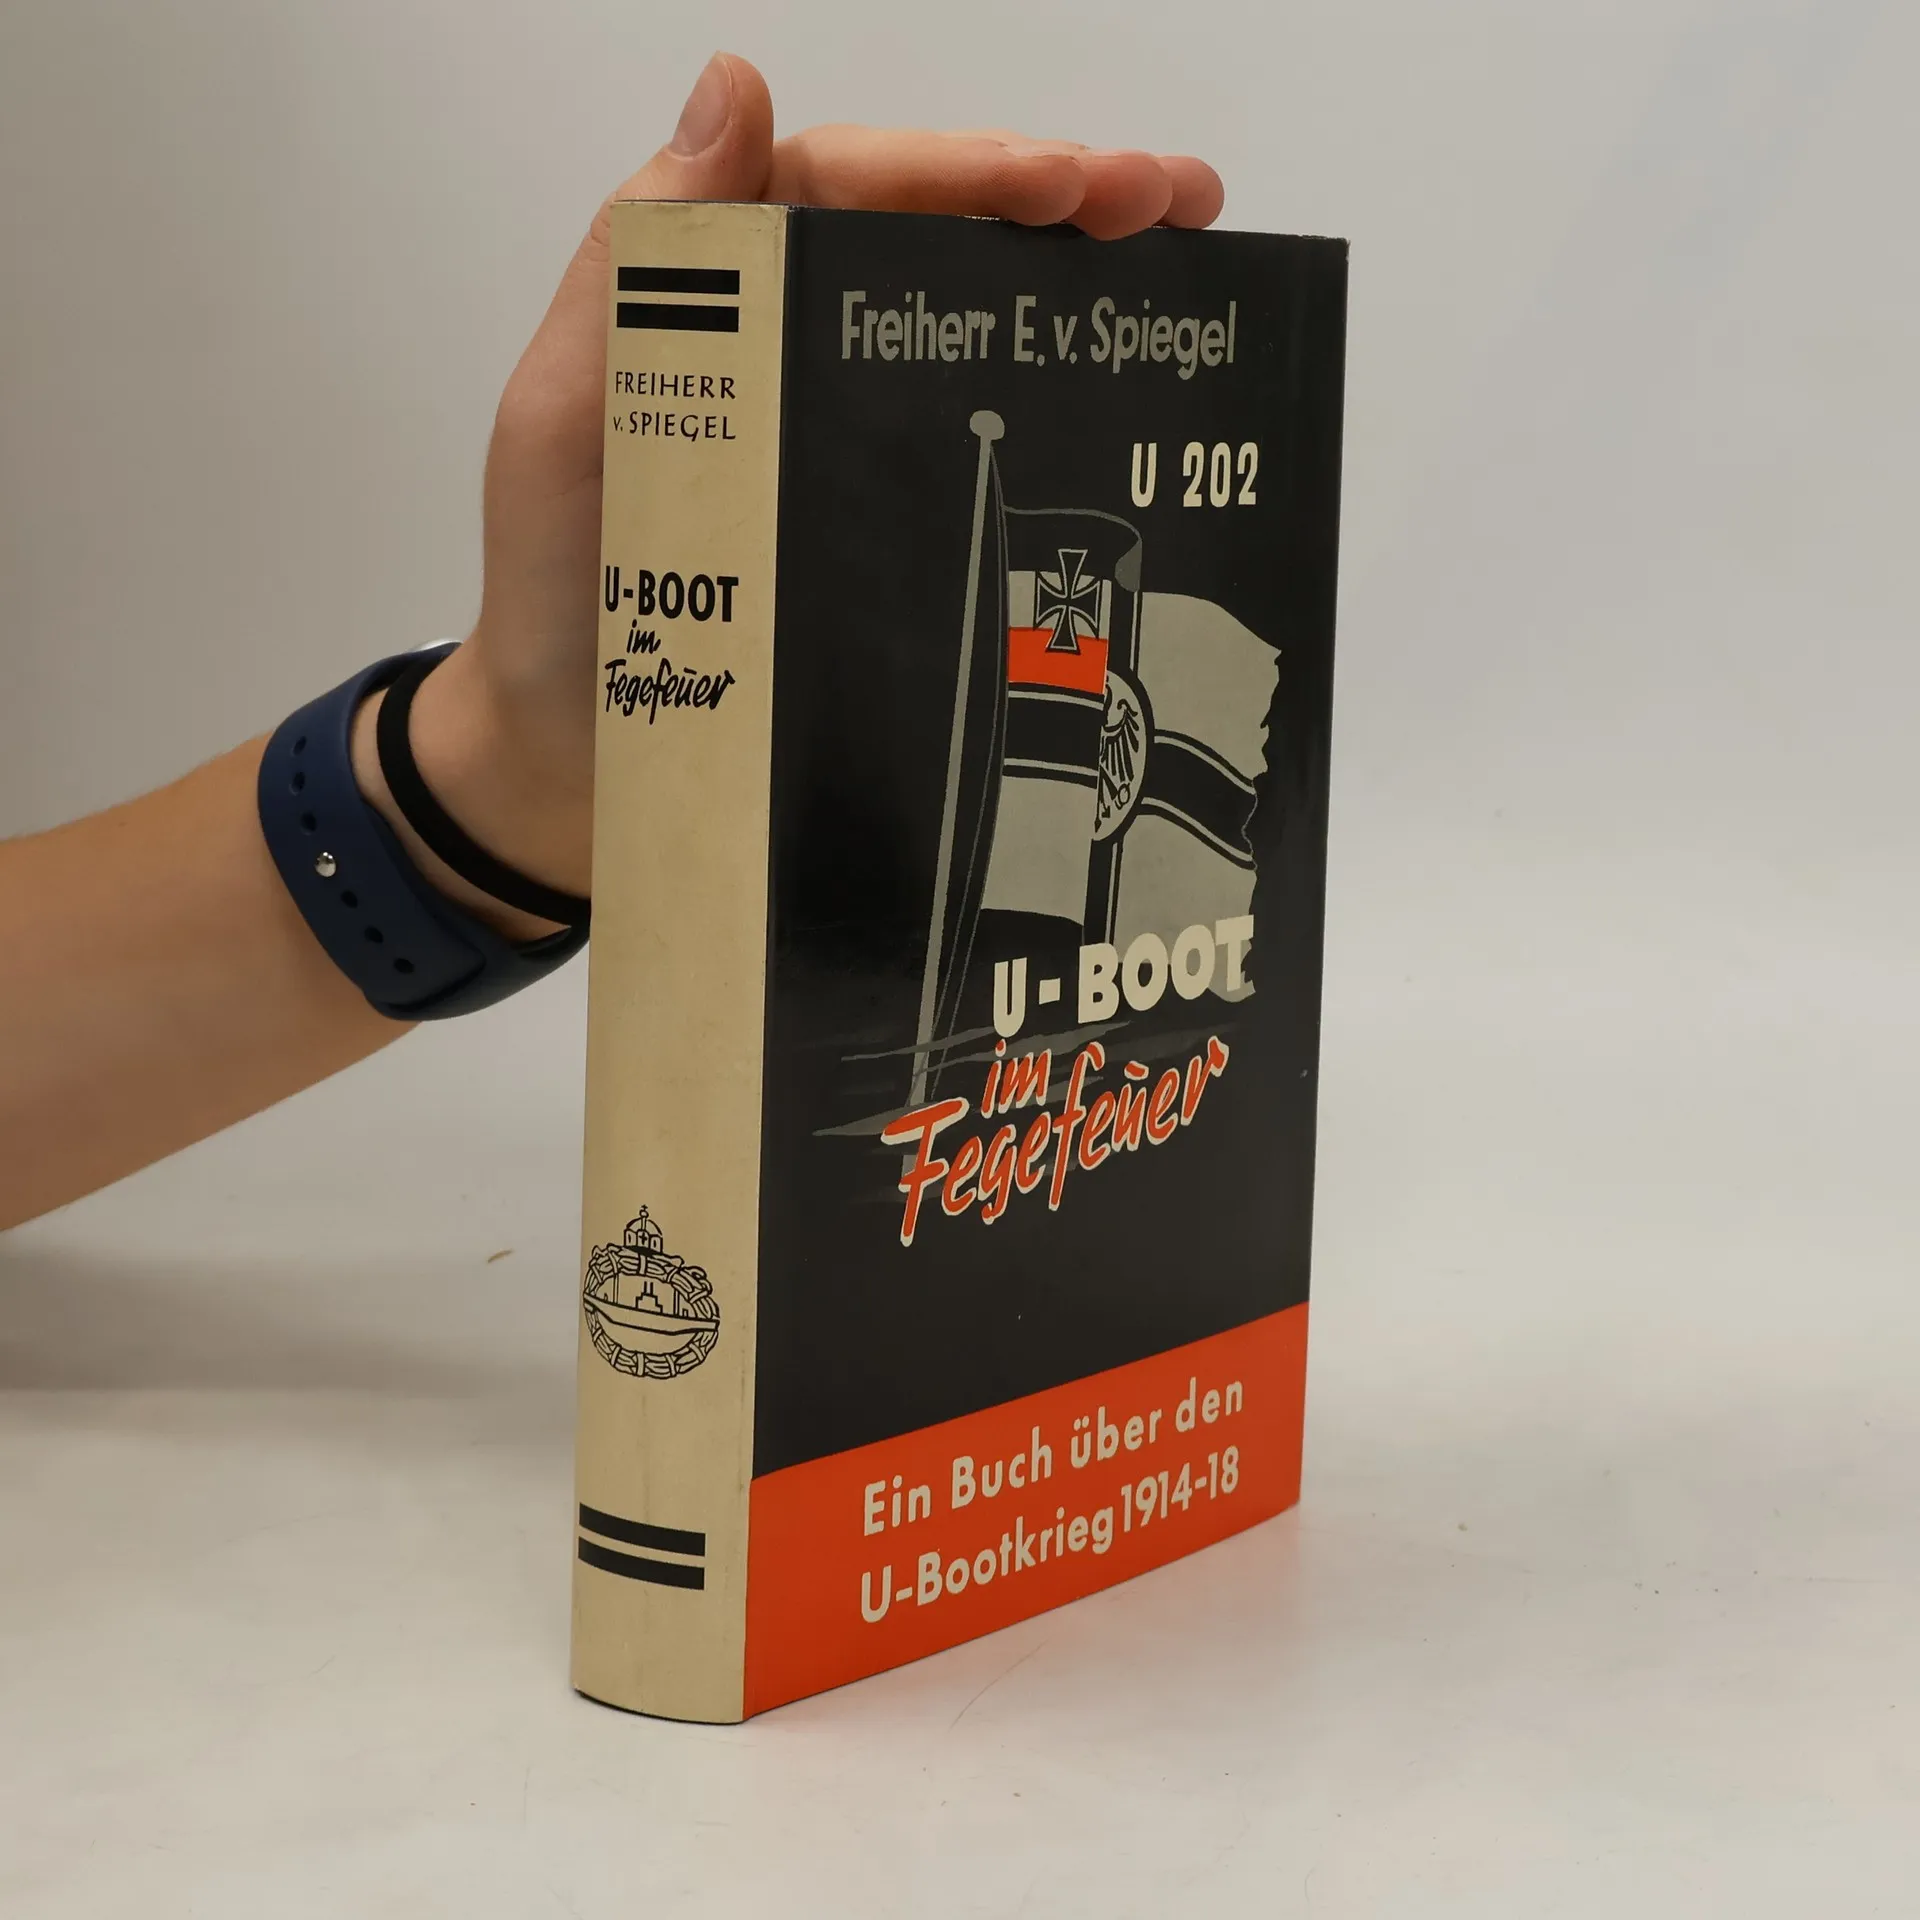 FREIHERR
v. SPIEGEL
U-BOOT
im
Fegefeuer
Freiherr E. v. Spiegel
U 202
U-BOOT
im
Fegefeuer
Ein Buch über den
U-Bootkrieg 1914-18